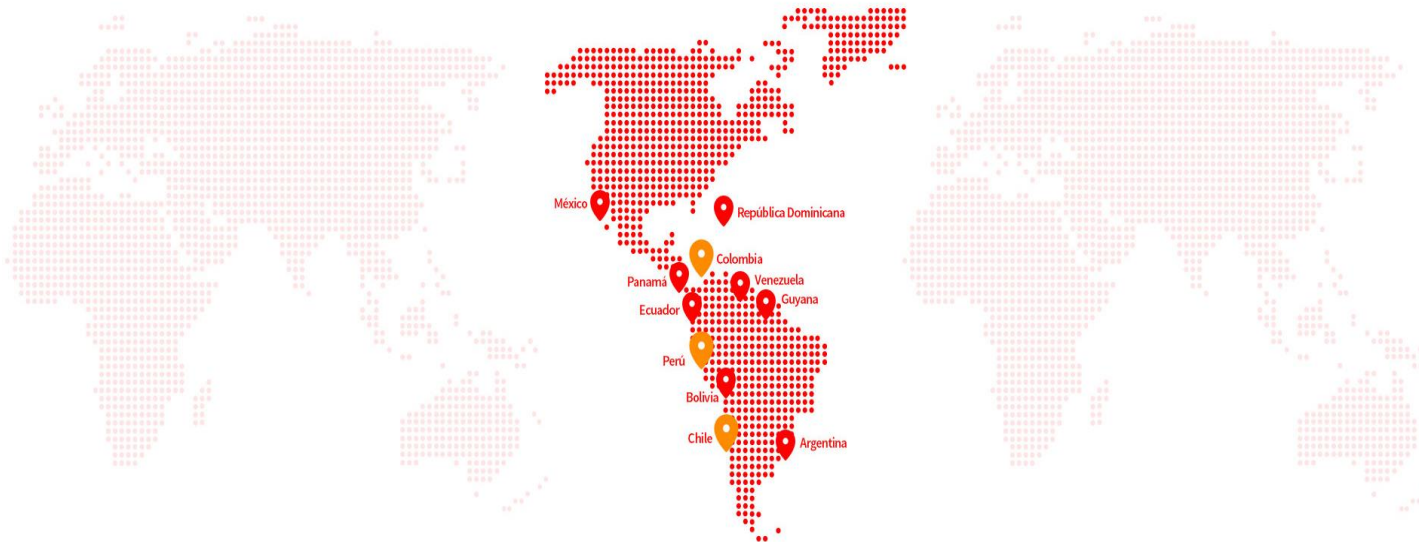 México
República Dominicana
Colombia
Panamá
Venezuela
Guyana
Ecuador
Perú
Bolivia
Chile
Argentina